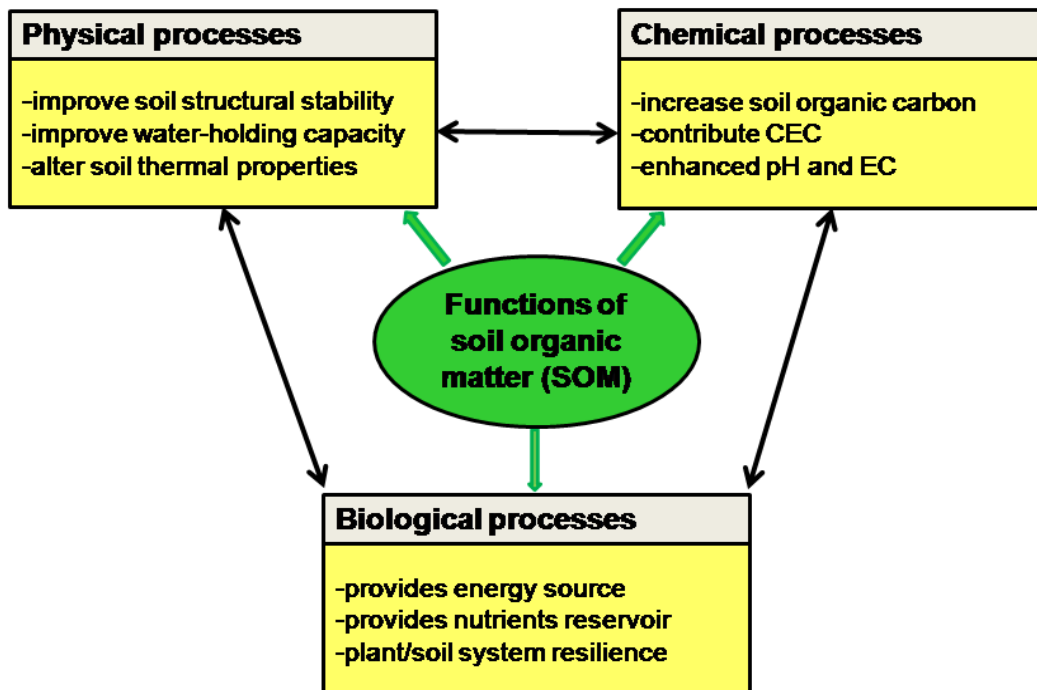 Physical processes
-improve soil structural stability
-improve water-holding capacity
-alter soil thermal properties
Chemical processes
-increase soil organic carbon
-contribute CEC
-enhanced pH and EC
Functions of
soil organic
matter (SOM)
Biological processes
-provides energy source
-provides nutrients reservoir
-plant/soil system resilience